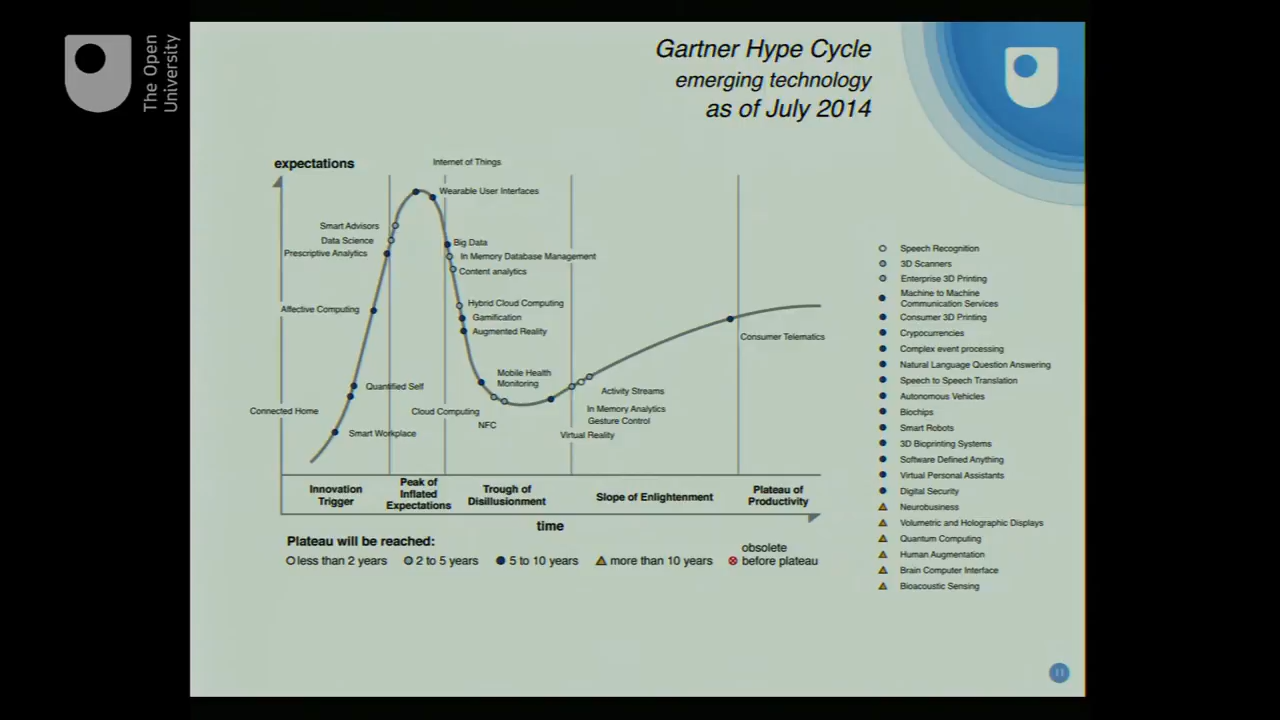 The Open
University
Gartner Hype Cycle
emerging technology
as of July 2014
expectations
Internet of Things
Wearable User Interfaces
Smart Advisors
Data Science
Prescriptive Analytics
Big Data
In Memory Database Management
Content analytics
Affective Computing
Hybrid Cloud Computing
Gamification
Augmented Reality
Consumer Telematics
Mobile Health
Monitoring
Quantified Self
Activity Streams
Connected Home
Cloud Computing
In Memory Analytics
Gesture Control
NFC
Smart Workplace
Virtual Reality
Innovation
Trigger
Peak of
Inflated
Expectations
Trough of
Disillusionment
Slope of Enlightenment
Plateau of
Productivity
time
Plateau will be reached:
less than 2 years
2 to 5 years
5 to 10 years
more than 10 years
obsolete
before plateau
Speech Recognition
3D Scanners
Enterprise 3D Printing
Machine to Machine
Communication Services
Consumer 3D Printing
Crypocurrencies
Complex event processing
Natural Language Question Answering
Speech to Speech Translation
Autonomous Vehicles
Biochips
Smart Robots
3D Bioprinting Systems
Software Defined Anything
Virtual Personal Assistants
Digital Security
Neurobusiness
Volumetric and Holographic Displays
Quantum Computing
Human Augmentation
Brain Computer Interface
Bioacoustic Sensing
11